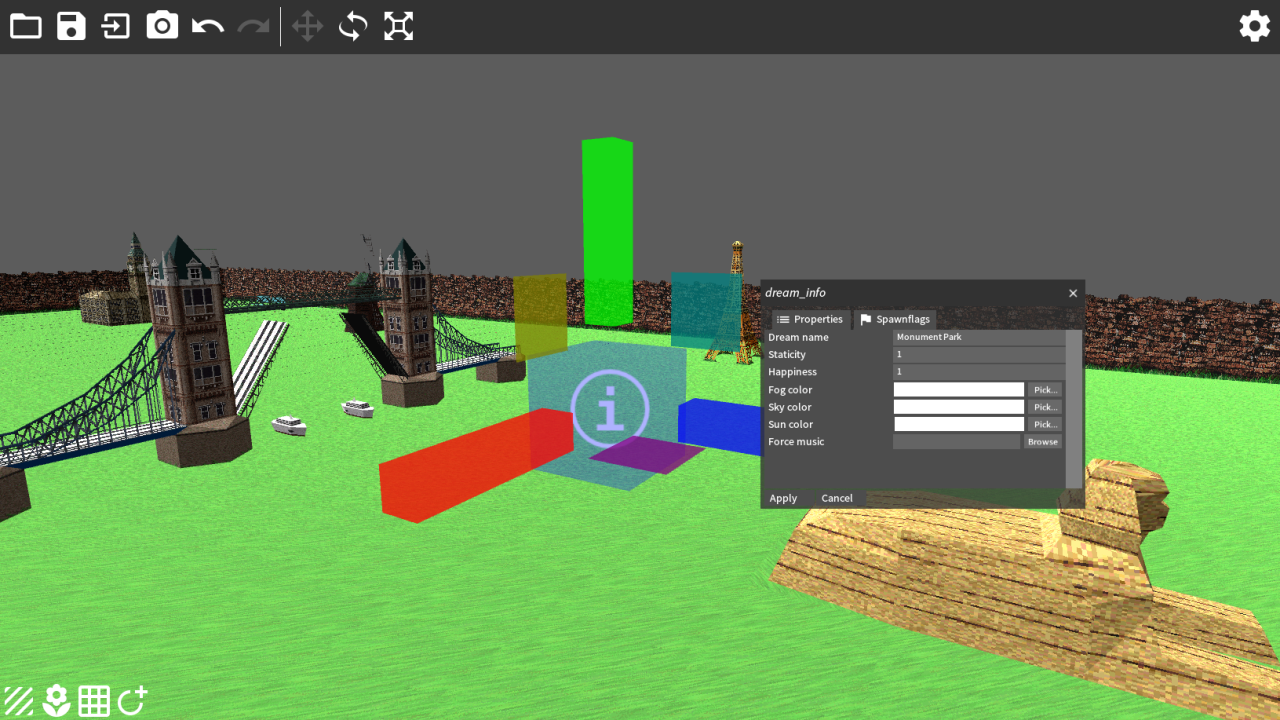 dream_info
Properties
Spawnflags
Dream name Monument Park
Staticity 1
Happiness 1
Fog color Pick...
Sky color Pick...
Sun color Pick...
Force music Browse
Apply Cancel